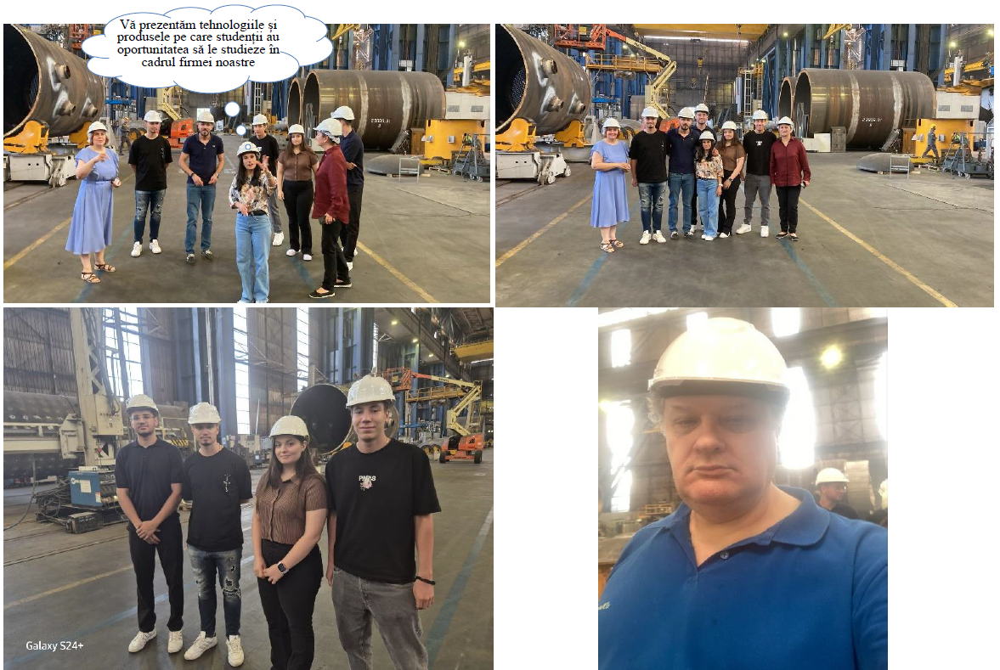 Vă prezentăm tehnologiile și
produsele pe care studenții au
oportunitatea să le studieze în
cadrul firmei noastre
PARIS
Galaxy S24+